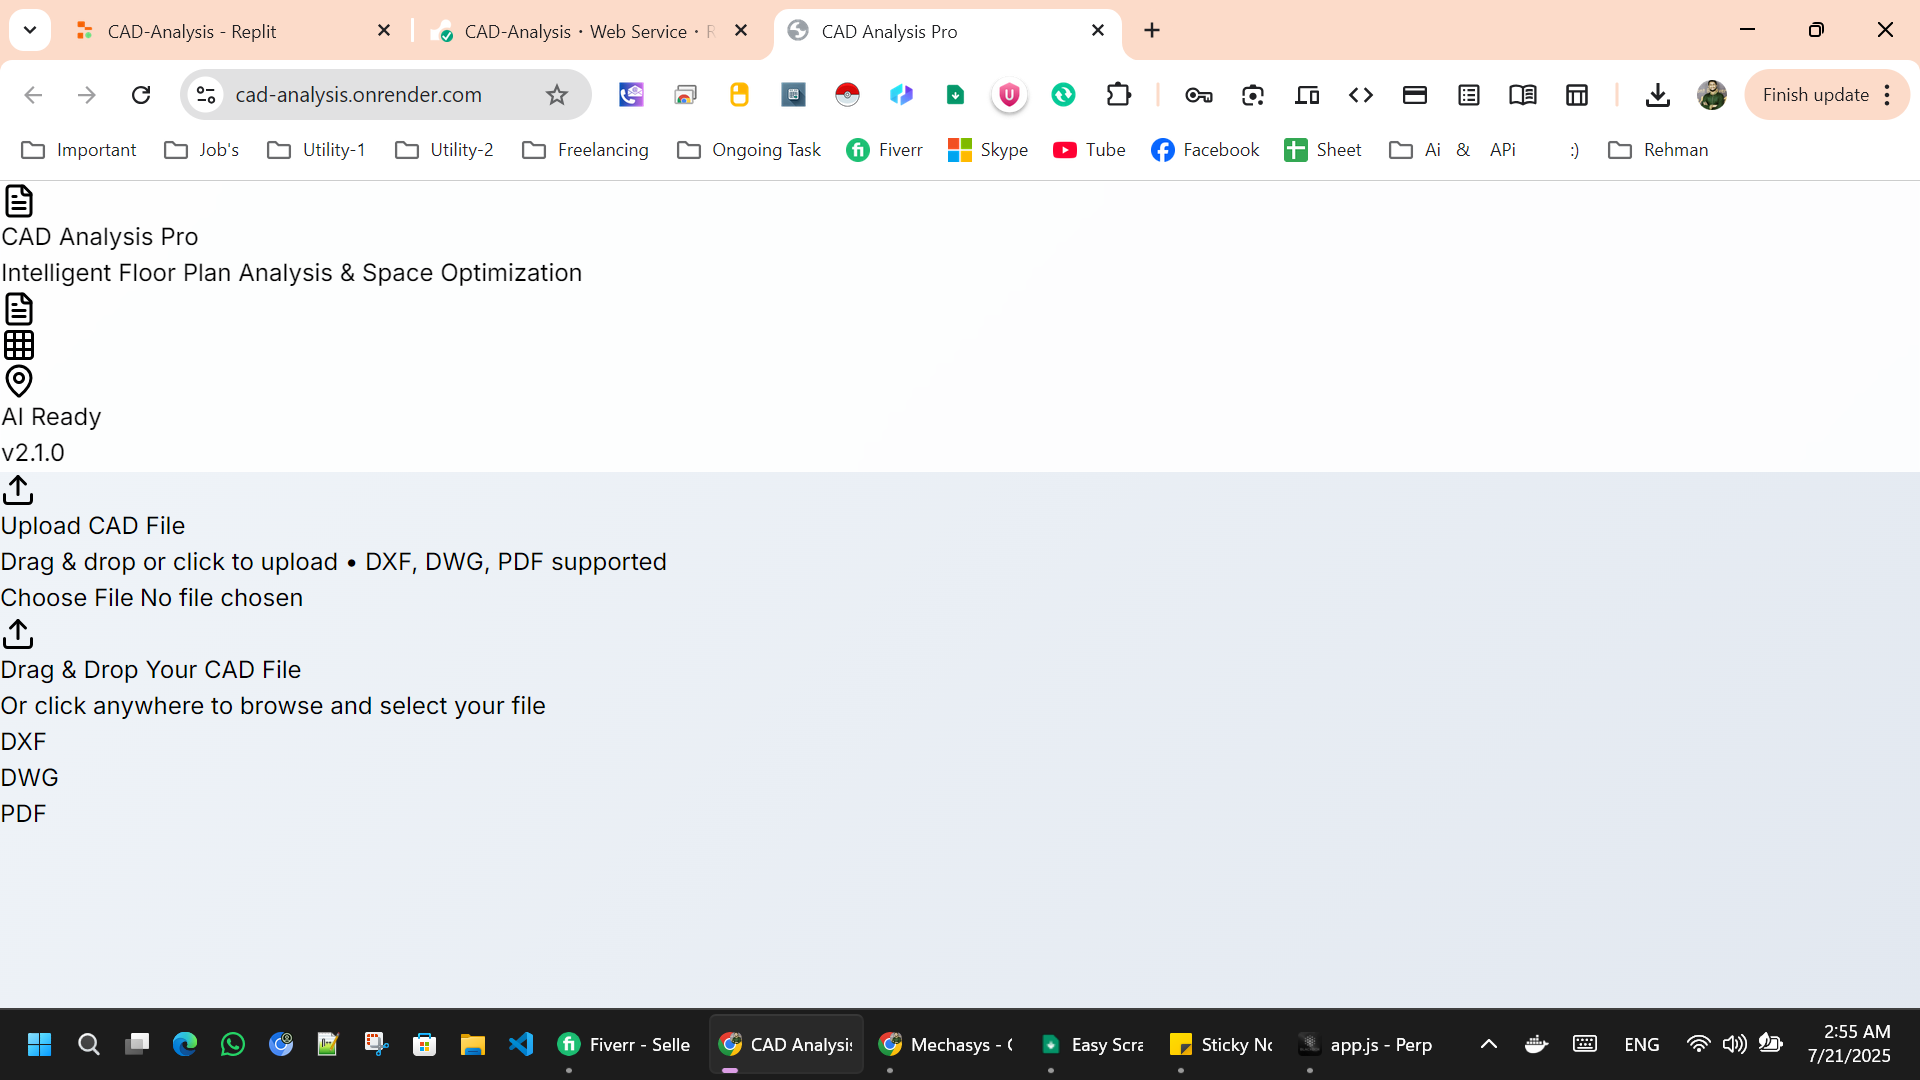 CAD-Analysis - Replit
CAD-Analysis · Web Service · R
CAD Analysis Pro
cad-analysis.onrender.com
Finish update
Important
Job's
Utility-1
Utility-2
Freelancing
Ongoing Task
Fiverr
Skype
Tube
Facebook
Sheet
Ai & APi :)
Rehman
CAD Analysis Pro
Intelligent Floor Plan Analysis & Space Optimization
AI Ready
v2.1.0
Upload CAD File
Drag & drop or click to upload • DXF, DWG, PDF supported
Choose File No file chosen
Drag & Drop Your CAD File
Or click anywhere to browse and select your file
DXF
DWG
PDF
Fiverr - Selle
CAD Analysis
Mechasys - C
Easy Scra
Sticky No
app.js - Perp
ENG
2:55 AM
7/21/2025